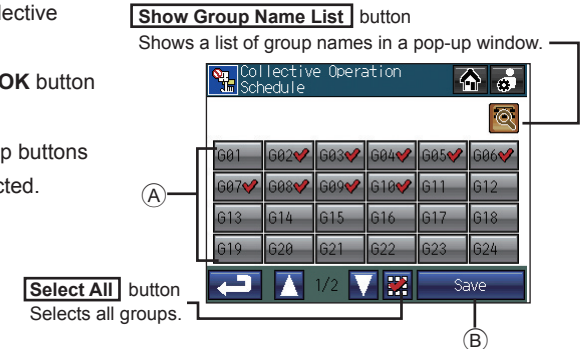 lective
OK button
p buttons
cted.
Show Group Name List button
Shows a list of group names in a pop-up window.
Collective Operation
Schedule
G01 G02 G03 G04 G05 G06
G07 G08 G09 G10 G11 G12
G13 G14 G15 G16 G17 G18
G19 G20 G21 G22 G23 G24
1/2 Save
A
Select All button
Selects all groups.
B